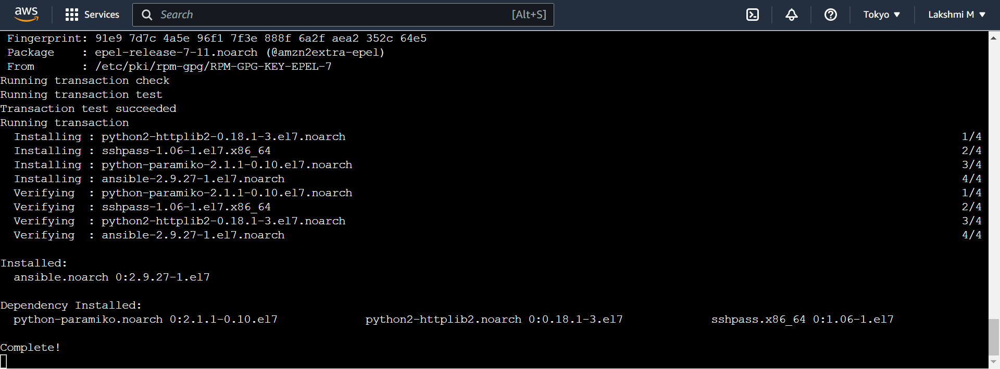 aws Services Search [Alt+S] Tokyo Lakshmi M
Fingerprint: 91e9 7d7c 4a5e 96f1 7f3e 888f 6a2f aea2 352c 64e5
Package    : epel-release-7-11.noarch (@amzn2extra-epel)
From       : /etc/pki/rpm-gpg/RPM-GPG-KEY-EPEL-7
Running transaction check
Running transaction test
Transaction test succeeded
Running transaction
Installing : python2-httplib2-0.18.1-3.el7.noarch 1/4
Installing : sshpass-1.06-1.el7.x86_64 2/4
Installing : python-paramiko-2.1.1-0.10.el7.noarch 3/4
Installing : ansible-2.9.27-1.el7.noarch 4/4
Verifying  : python-paramiko-2.1.1-0.10.el7.noarch 1/4
Verifying  : sshpass-1.06-1.el7.x86_64 2/4
Verifying  : python2-httplib2-0.18.1-3.el7.noarch 3/4
Verifying  : ansible-2.9.27-1.el7.noarch 4/4
Installed:
ansible.noarch 0:2.9.27-1.el7
Dependency Installed:
python-paramiko.noarch 0:2.1.1-0.10.el7 python2-httplib2.noarch 0:0.18.1-3.el7 sshpass.x86_64 0:1.06-1.el7
Complete!